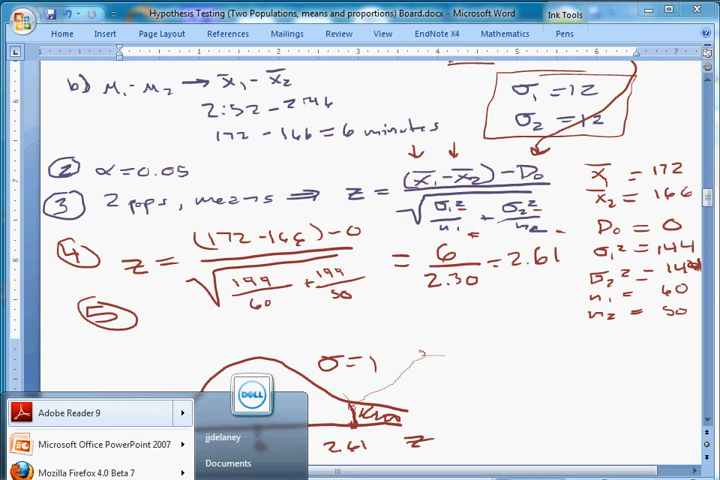 Hypothesis Testing (Two Populations, means and proportions) Board.docx - Microsoft Word
Ink Tools
Home Insert Page Layout References Mailings Review View EndNote X4 Mathematics Pens
b) μ₁ - μ₂ → x̄₁ - x̄₂
2:52 - 2:46
172 - 166 = 6 minutes
σ₁ = 12
σ₂ = 12
② α = 0.05
③ 2 pops, means ⇒ z = (x̄₁ - x̄₂) - D₀ / √(σ₁²/n₁ + σ₂²/n₂)
x̄₁ = 172
x̄₂ = 166
D₀ = 0
σ₁² = 144
σ₂² = 144
n₁ = 60
n₂ = 50
④ z = (172 - 166) - 0 / √(144/60 + 144/50) = 6 / 2.30 = 2.61
⑤
σ = 1
2.61 z
Adobe Reader 9
Microsoft Office PowerPoint 2007
Mozilla Firefox 4.0 Beta 7
DELL
jjdelaney
Documents